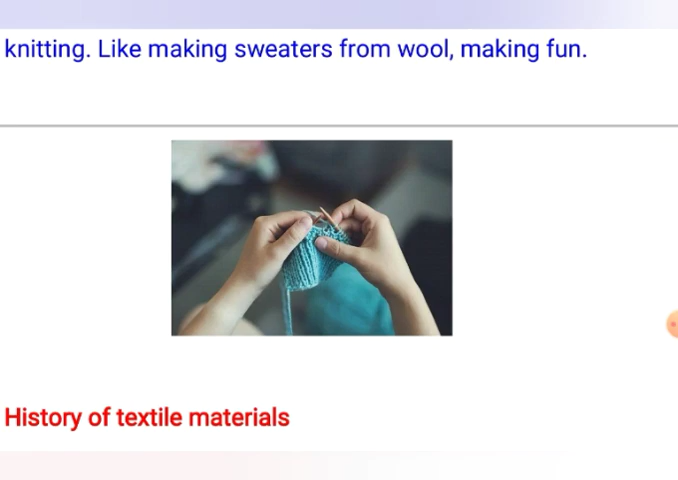 knitting. Like making sweaters from wool, making fun.
History of textile materials